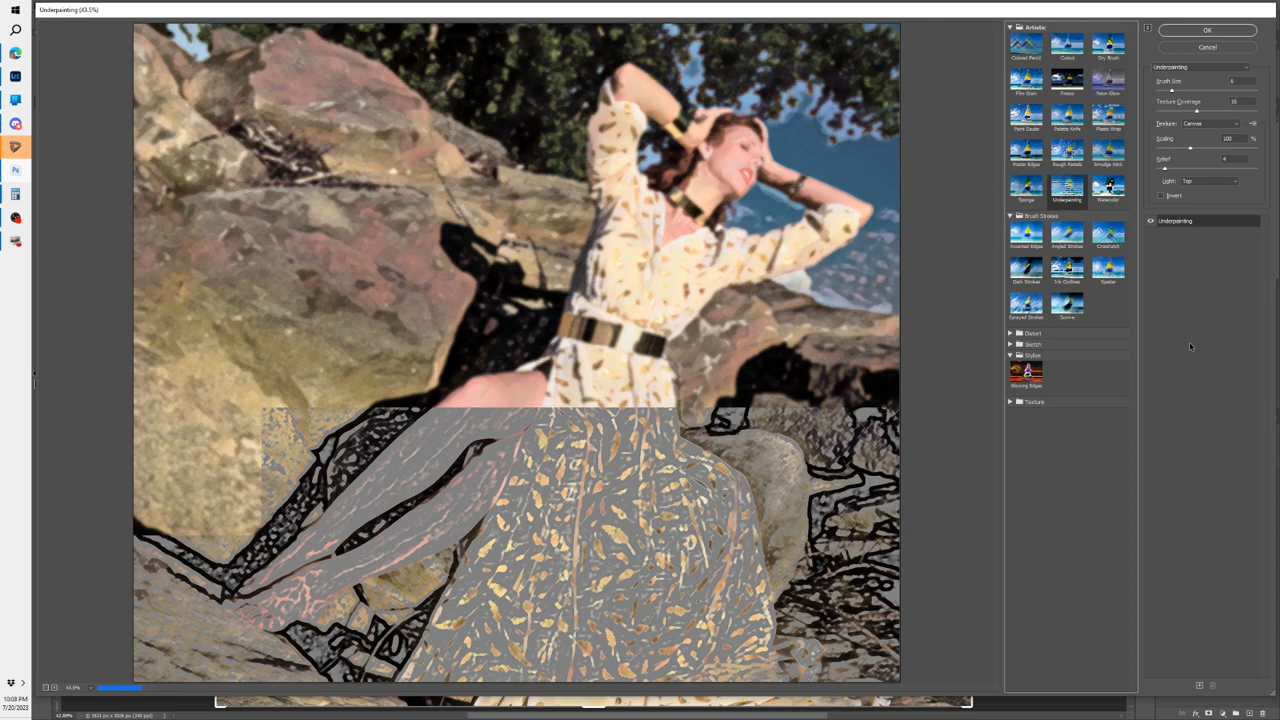 Underpainting (43.5%)
Artistic
OK
Colored Pencil
Cutout
Dry Brush
Cancel
Underpainting
Film Grain
Fresco
Neon Glow
Brush Size
6
Texture Coverage
16
Paint Daubs
Palette Knife
Plastic Wrap
Texture:
Canvas
Scaling
100
%
Poster Edges
Rough Pastels
Smudge Stick
Relief
4
Light:
Top
Sponge
Underpainting
Watercolor
Invert
Brush Strokes
Underpainting
Accented Edges
Angled Strokes
Crosshatch
Dark Strokes
Ink Outlines
Spatter
Sprayed Strokes
Sumi-e
Distort
Sketch
Stylize
Glowing Edges
Texture
43.5%
10:08 PM
7/20/2023